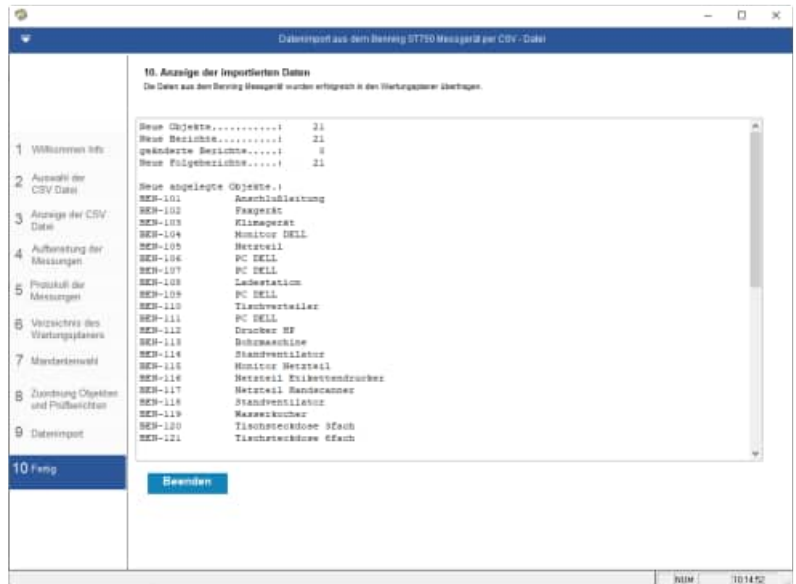 Datenimport aus dem Benning ST750 Messgerät per CSV - Datei
10. Anzeige der importierten Daten
Die Daten aus dem Benning Messgerät wurden erfolgreich in den Wartungsplaner übertragen.
1 Willkommen Info
2 Auswahl der
CSV Datei
3 Anzeige der CSV
Datei
4 Aufbereitung der
Messungen
5 Protokoll der
Messungen
6 Verzeichnis des
Wartungsplaners
7 Mandantenwahl
8 Zuordnung Objekten
und Prüfberichten
9 Datenimport
10 Fertig
Neue Objekte...........: 21
Neue Berichte..........: 21
geänderte Berichte.....:
Neue Folgeberichte.....: 21
Neue angelegte Objekte.:
BEN-101 Anschlußleitung
BEN-102 Faxgerät
BEN-103 Klimagerät
BEN-104 Monitor DELL
BEN-105 Netzteil
BEN-106 PC DELL
BEN-107 PC DELL
BEN-108 Ladestation
BEN-109 PC DELL
BEN-110 Tischverteiler
BEN-111 PC DELL
BEN-112 Drucker HP
BEN-113 Bohrmaschine
BEN-114 Standventilator
BEN-115 Monitor Netzteil
BEN-116 Netzteil Etikettendrucker
BEN-117 Netzteil Handscanner
BEN-118 Standventilator
BEN-119 Wasserkocher
BEN-120 Tischsteckdose 3fach
BEN-121 Tischsteckdose 6fach
Beenden
NUM 10:14:52